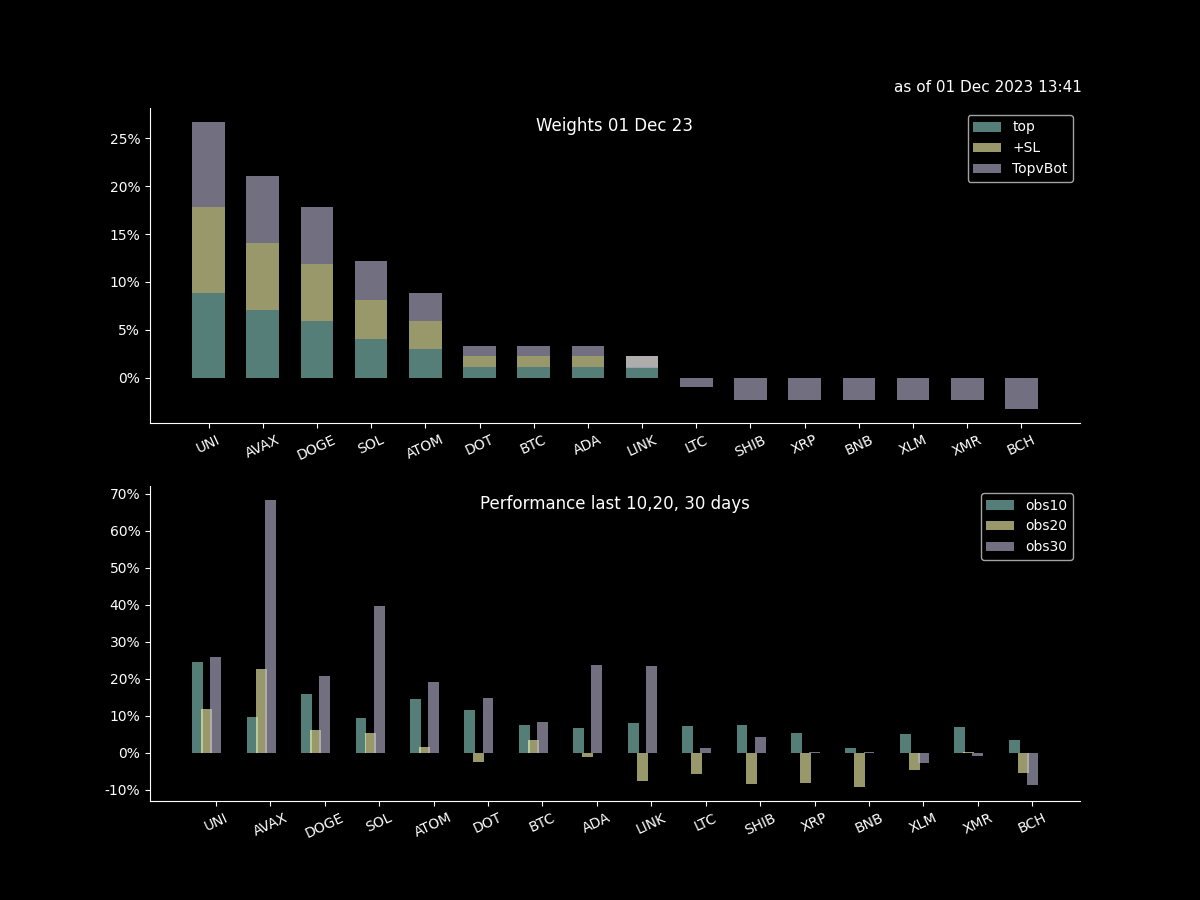 as of 01 Dec 2023 13:41
Weights 01 Dec 23
top
+SL
TopvBot
25%
20%
15%
10%
5%
0%
UNI AVAX DOGE SOL ATOM DOT BTC ADA LINK LTC SHIB XRP BNB XLM XMR BCH
Performance last 10,20, 30 days
obs10
obs20
obs30
70%
60%
50%
40%
30%
20%
10%
0%
-10%
UNI AVAX DOGE SOL ATOM DOT BTC ADA LINK LTC SHIB XRP BNB XLM XMR BCH